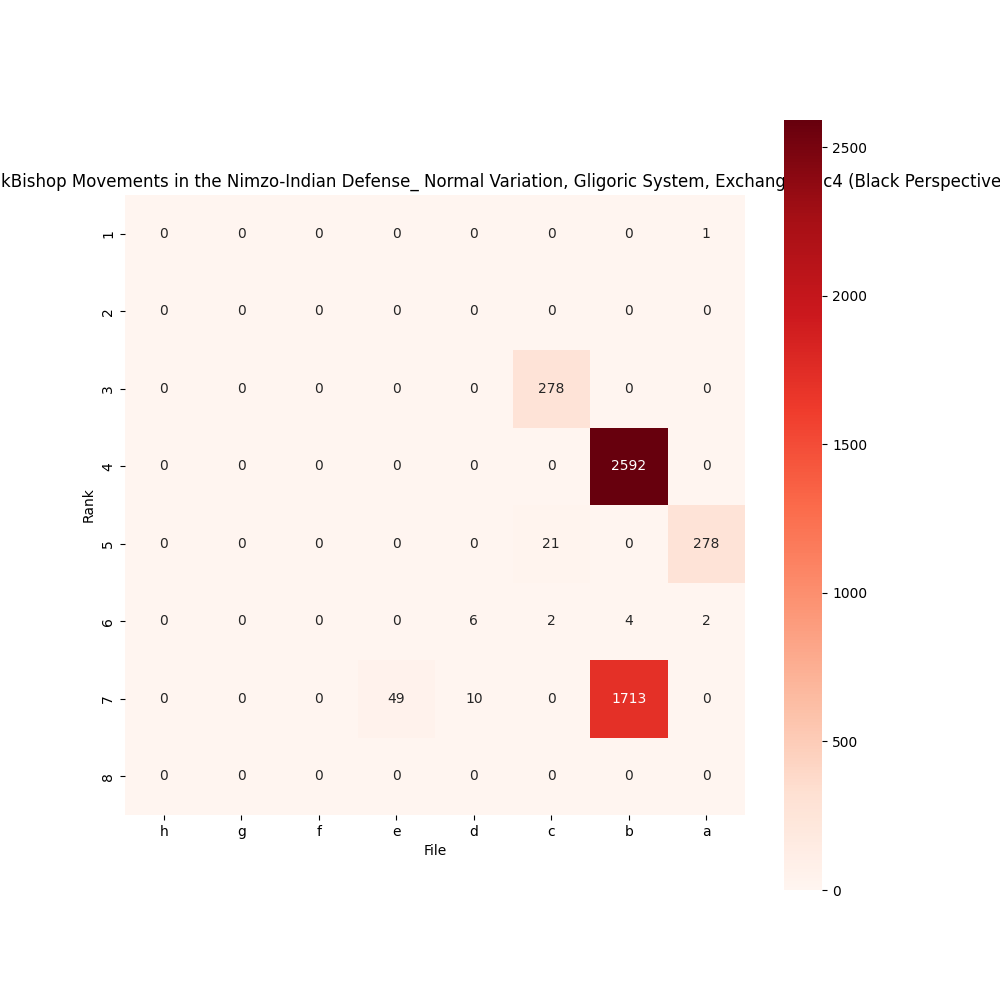 kBishop Movements in the Nimzo-Indian Defense_ Normal Variation, Gligoric System, Exchang c4 (Black Perspective
Rank
1 0 0 0 0 0 0 0 1
2 0 0 0 0 0 0 0 0
3 0 0 0 0 0 278 0 0
4 0 0 0 0 0 0 2592 0
5 0 0 0 0 0 21 0 278
6 0 0 0 0 6 2 4 2
7 0 0 0 49 10 0 1713 0
8 0 0 0 0 0 0 0 0
h g f e d c b a
File
2500
2000
1500
1000
500
0